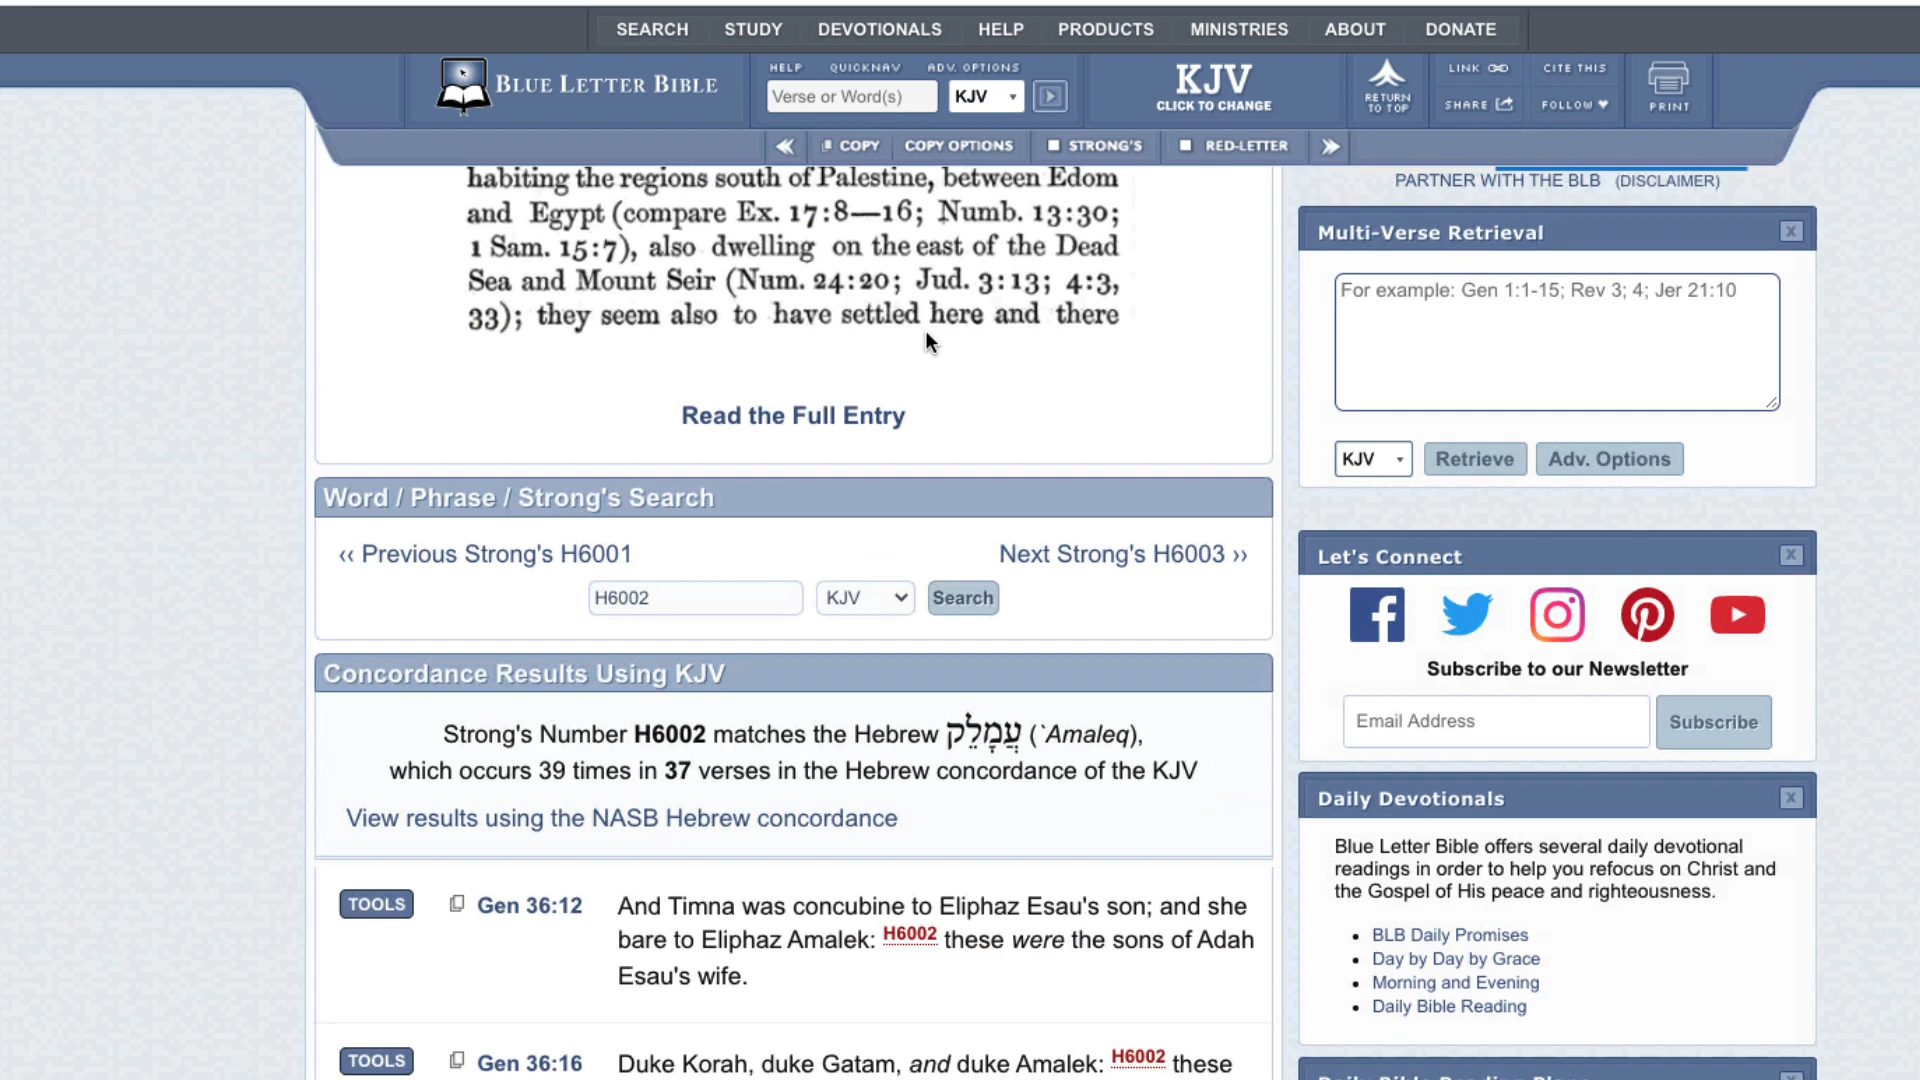 SEARCH STUDY DEVOTIONALS HELP PRODUCTS MINISTRIES ABOUT DONATE
BLUE LETTER BIBLE
HELP QUICKNAV ADV. OPTIONS
Verse or Word(s) KJV
KJV
CLICK TO CHANGE
RETURN
TO TOP
LINK CITE THIS
SHARE FOLLOW
PRINT
COPY COPY OPTIONS STRONG'S RED-LETTER
habiting the regions south of Palestine, between Edom
and Egypt (compare Ex. 17:8—16; Numb. 13:30;
1 Sam. 15:7), also dwelling on the east of the Dead
Sea and Mount Seir (Num. 24:20; Jud. 3:13; 4:3,
33); they seem also to have settled here and there
Read the Full Entry
Word / Phrase / Strong's Search
‹‹ Previous Strong's H6001 Next Strong's H6003 ››
H6002 KJV Search
Concordance Results Using KJV
Strong's Number H6002 matches the Hebrew עֲמָלֵק (`Amaleq),
which occurs 39 times in 37 verses in the Hebrew concordance of the KJV
View results using the NASB Hebrew concordance
TOOLS Gen 36:12 And Timna was concubine to Eliphaz Esau's son; and she
bare to Eliphaz Amalek: H6002 these were the sons of Adah
Esau's wife.
TOOLS Gen 36:16 Duke Korah, duke Gatam, and duke Amalek: H6002 these
PARTNER WITH THE BLB (DISCLAIMER)
Multi-Verse Retrieval X
For example: Gen 1:1-15; Rev 3; 4; Jer 21:10
KJV Retrieve Adv. Options
Let's Connect X
Subscribe to our Newsletter
Email Address Subscribe
Daily Devotionals X
Blue Letter Bible offers several daily devotional
readings in order to help you refocus on Christ and
the Gospel of His peace and righteousness.
• BLB Daily Promises
• Day by Day by Grace
• Morning and Evening
• Daily Bible Reading